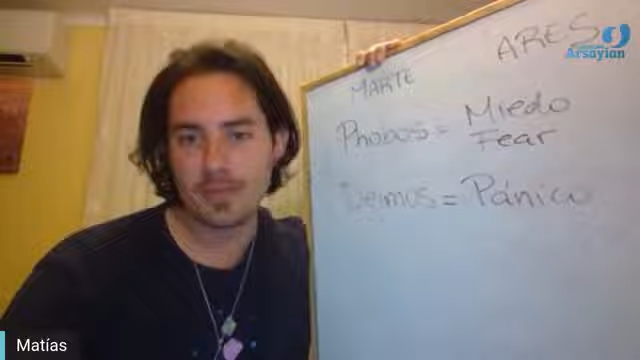 ARES
Arsayian
MARTE
Phobos = Miedo
Fear
Deimos = Pánico
Matías